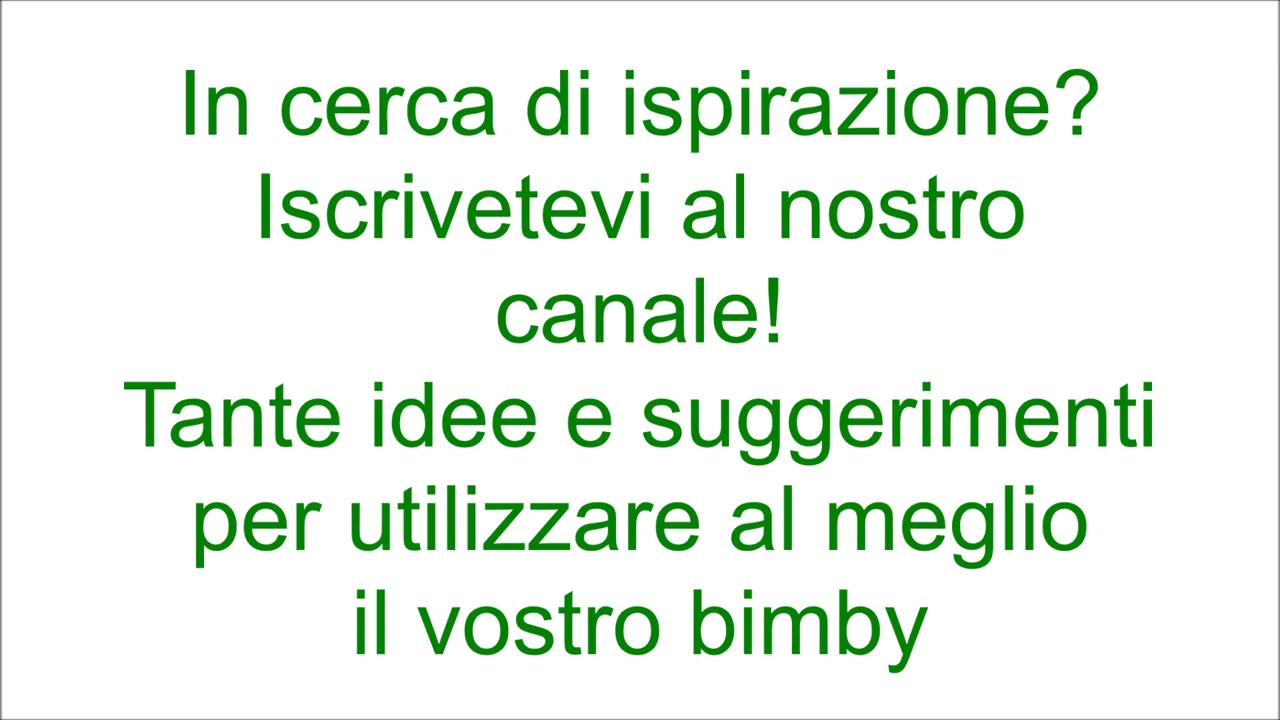 In cerca di ispirazione?
Iscrivetevi al nostro
canale!
Tante idee e suggerimenti
per utilizzare al meglio
il vostro bimby